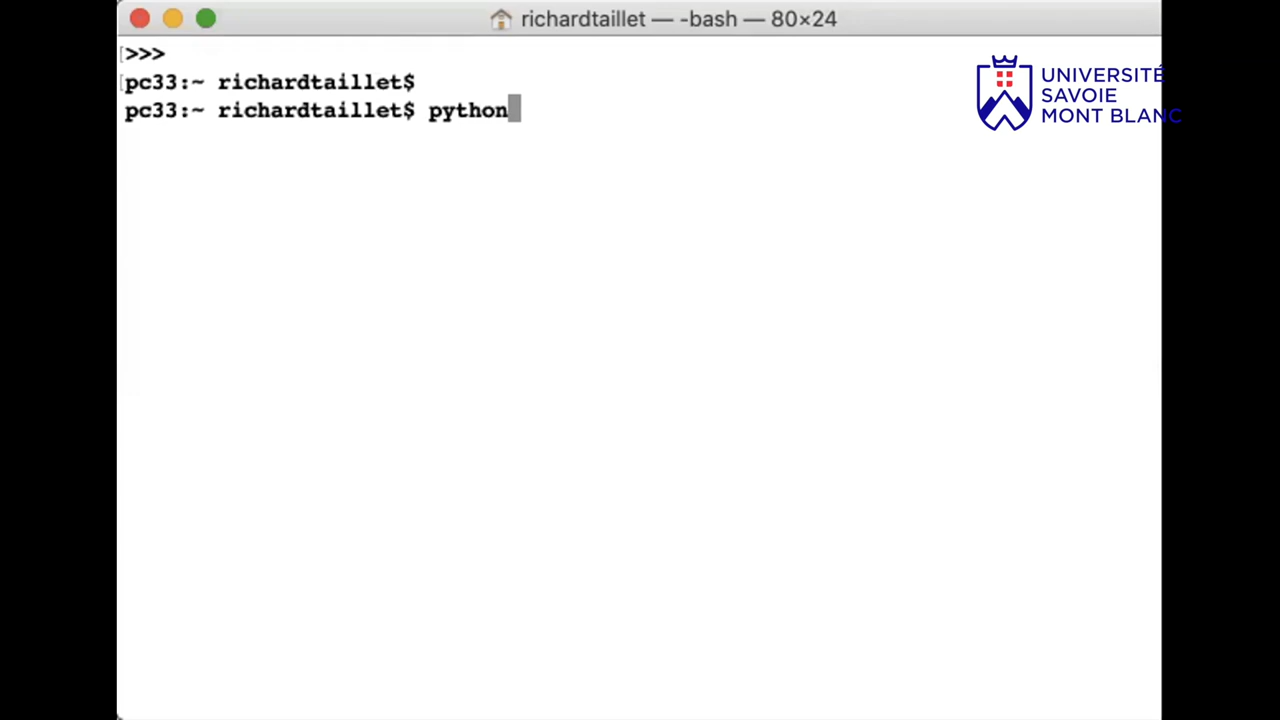 richardtaillet — -bash — 80×24
[>>>
[pc33:~ richardtaillet$
pc33:~ richardtaillet$ python
UNIVERSITÉ
SAVOIE
MONT BLANC